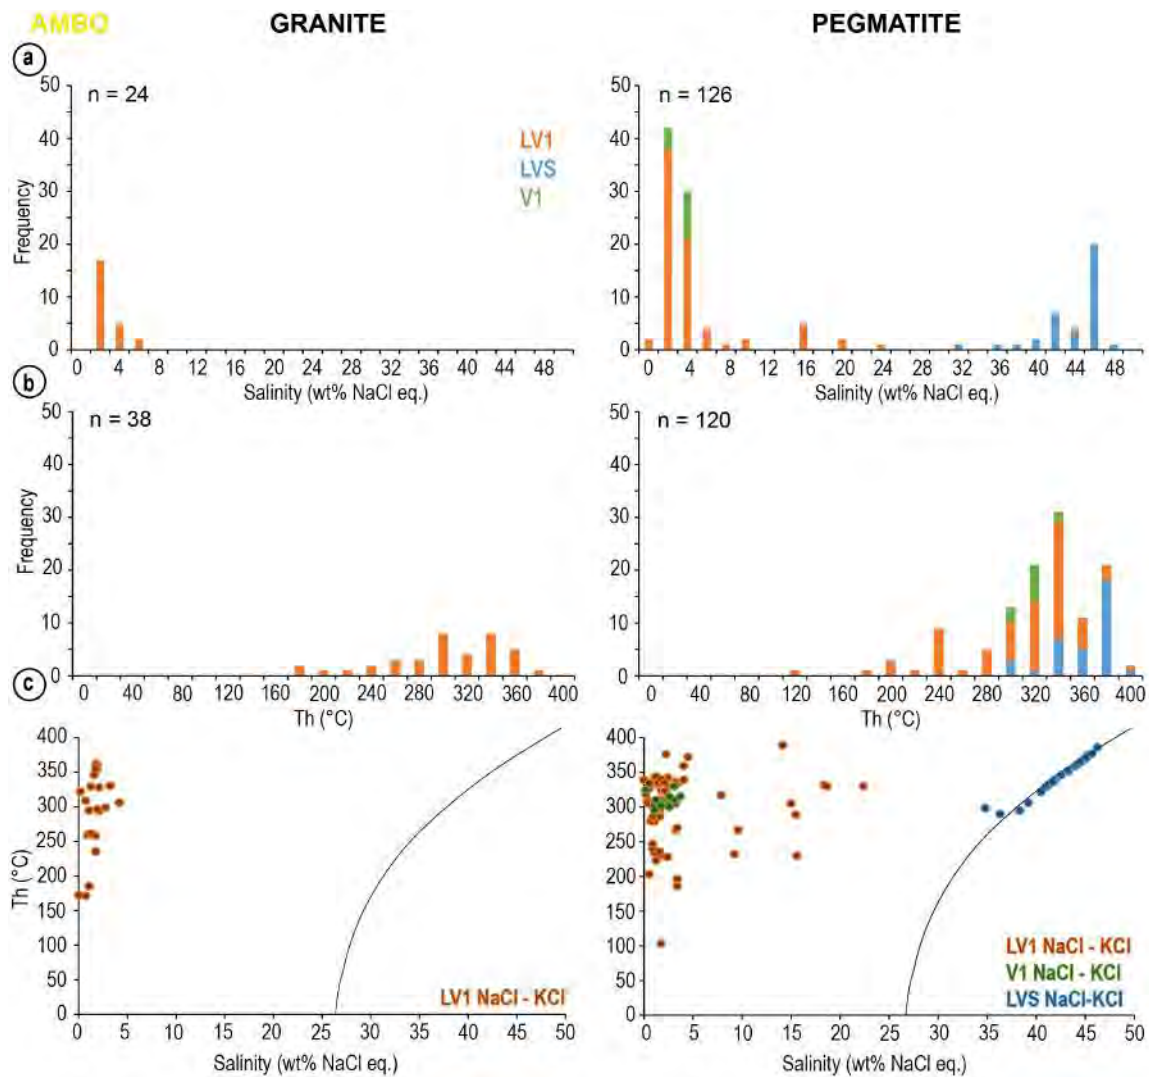 AMBO GRANITE PEGMATITE
a
50 n = 24 50 n = 126
40 LV1 40
LVS
30 V1 30
Frequency
20 20
10 10
0 0
0 4 8 12 16 20 24 28 32 36 40 44 48 0 4 8 12 16 20 24 28 32 36 40 44 48
Salinity (wt% NaCl eq.) Salinity (wt% NaCl eq.)
b
50 n = 38 50 n = 120
40 40
30 30
Frequency
20 20
10 10
0 0
0 40 80 120 160 200 240 280 320 360 400 0 40 80 120 160 200 240 280 320 360 400
Th (°C) Th (°C)
c
400 400
350 350
300 300
250 250
Th (°C)
200 200
150 150
100 100 LV1 NaCl - KCl
50 50 V1 NaCl - KCl
LV1 NaCl - KCl LVS NaCl-KCl
0 0
0 5 10 15 20 25 30 35 40 45 50 0 5 10 15 20 25 30 35 40 45 50
Salinity (wt% NaCl eq.) Salinity (wt% NaCl eq.)